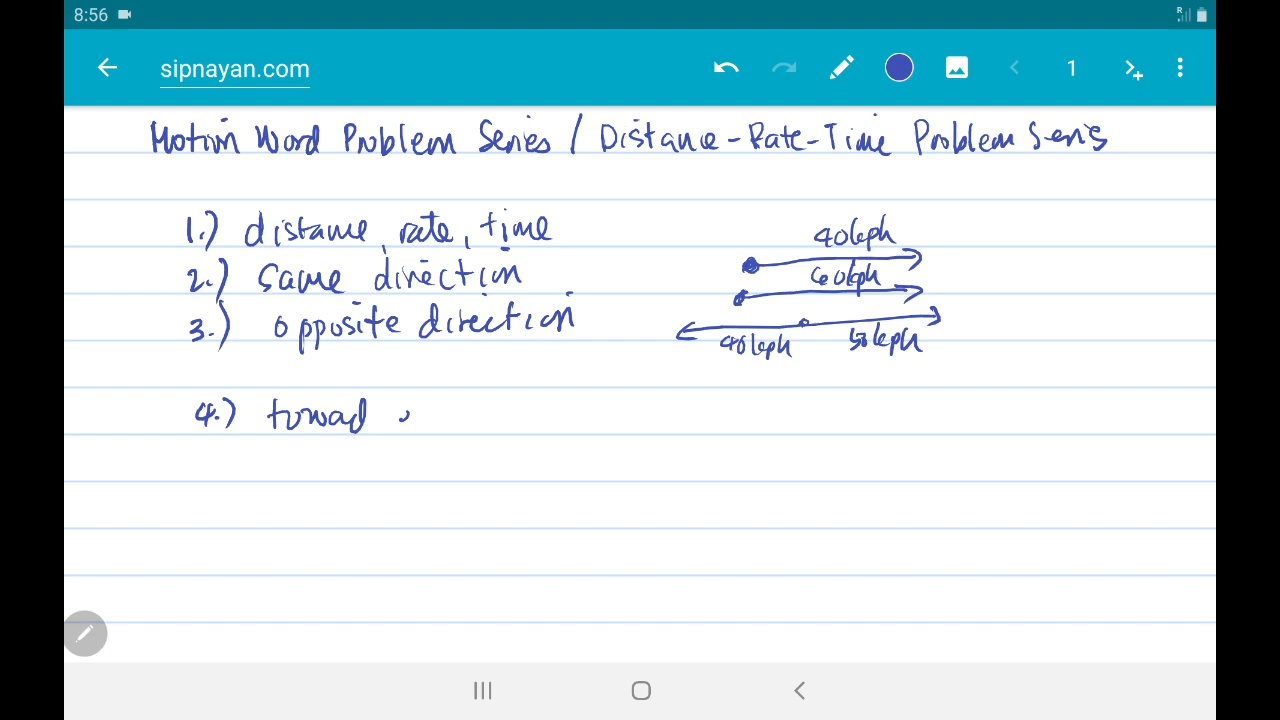 8:56
sipnayan.com
1
Motion Word Problem Series / Distance-Rate-Time Problem Series
1.) distance, rate, time
40kph
2.) same direction
60kph
3.) opposite direction
40kph 50kph
4.) toward